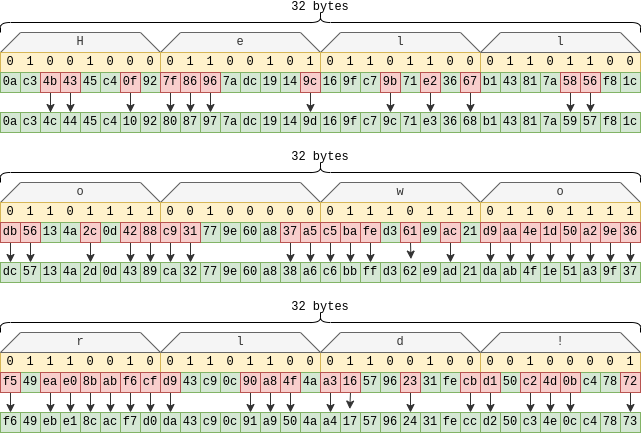 32 bytes
H e l l
0 1 0 0 1 0 0 0 0 1 1 0 0 1 0 1 0 1 1 0 1 1 0 0 0 1 1 0 1 1 0 0
0a c3 4b 43 45 c4 0f 92 7f 86 96 7a dc 19 14 9c 16 9f c7 9b 71 e2 36 67 b1 43 81 7a 58 56 f8 1c
0a c3 4c 44 45 c4 10 92 80 87 97 7a dc 19 14 9d 16 9f c7 9c 71 e3 36 68 b1 43 81 7a 59 57 f8 1c
32 bytes
o w o
0 1 1 0 1 1 1 1 0 0 1 0 0 0 0 0 0 1 1 1 0 1 1 1 0 1 1 0 1 1 1 1
db 56 13 4a 2c 0d 42 88 c9 31 77 9e 60 a8 37 a5 c5 ba fe d3 61 e9 ac 21 d9 aa 4e 1d 50 a2 9e 36
dc 57 13 4a 2d 0d 43 89 ca 32 77 9e 60 a8 38 a6 c6 bb ff d3 62 e9 ad 21 da ab 4f 1e 51 a3 9f 37
32 bytes
r l d !
0 1 1 1 0 0 1 0 0 1 1 0 1 1 0 0 0 1 1 0 0 1 0 0 0 0 1 0 0 0 0 1
f5 49 ea e0 8b ab f6 cf d9 43 c9 0c 90 a8 4f 4a a3 16 57 96 23 31 fe cb d1 50 c2 4d 0b c4 78 72
f6 49 eb e1 8c ac f7 d0 da 43 c9 0c 91 a9 50 4a a4 17 57 96 24 31 fe cc d2 50 c3 4e 0c c4 78 73